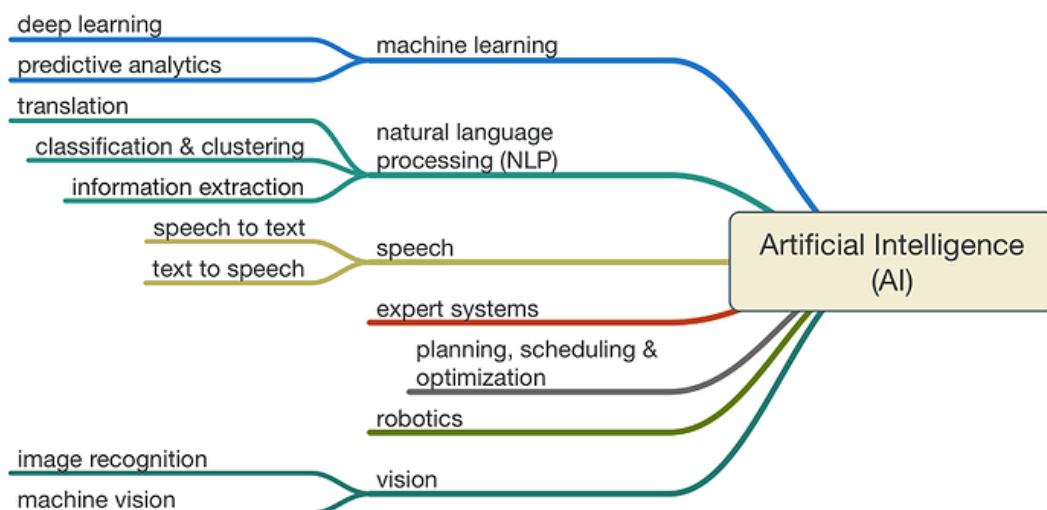 deep learning
predictive analytics
machine learning
translation
classification & clustering
information extraction
natural language
processing (NLP)
speech to text
text to speech
speech
expert systems
planning, scheduling &
optimization
robotics
image recognition
machine vision
vision
Artificial Intelligence
(AI)